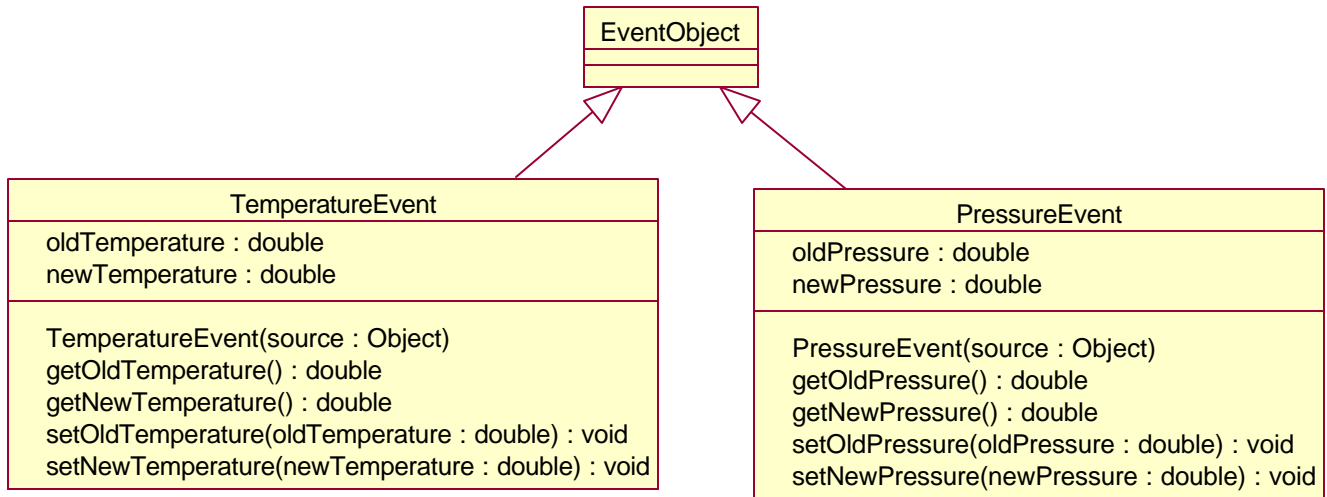 EventObject
TemperatureEvent
oldTemperature : double
newTemperature : double
TemperatureEvent(source : Object)
getOldTemperature() : double
getNewTemperature() : double
setOldTemperature(oldTemperature : double) : void
setNewTemperature(newTemperature : double) : void
PressureEvent
oldPressure : double
newPressure : double
PressureEvent(source : Object)
getOldPressure() : double
getNewPressure() : double
setOldPressure(oldPressure : double) : void
setNewPressure(newPressure : double) : void